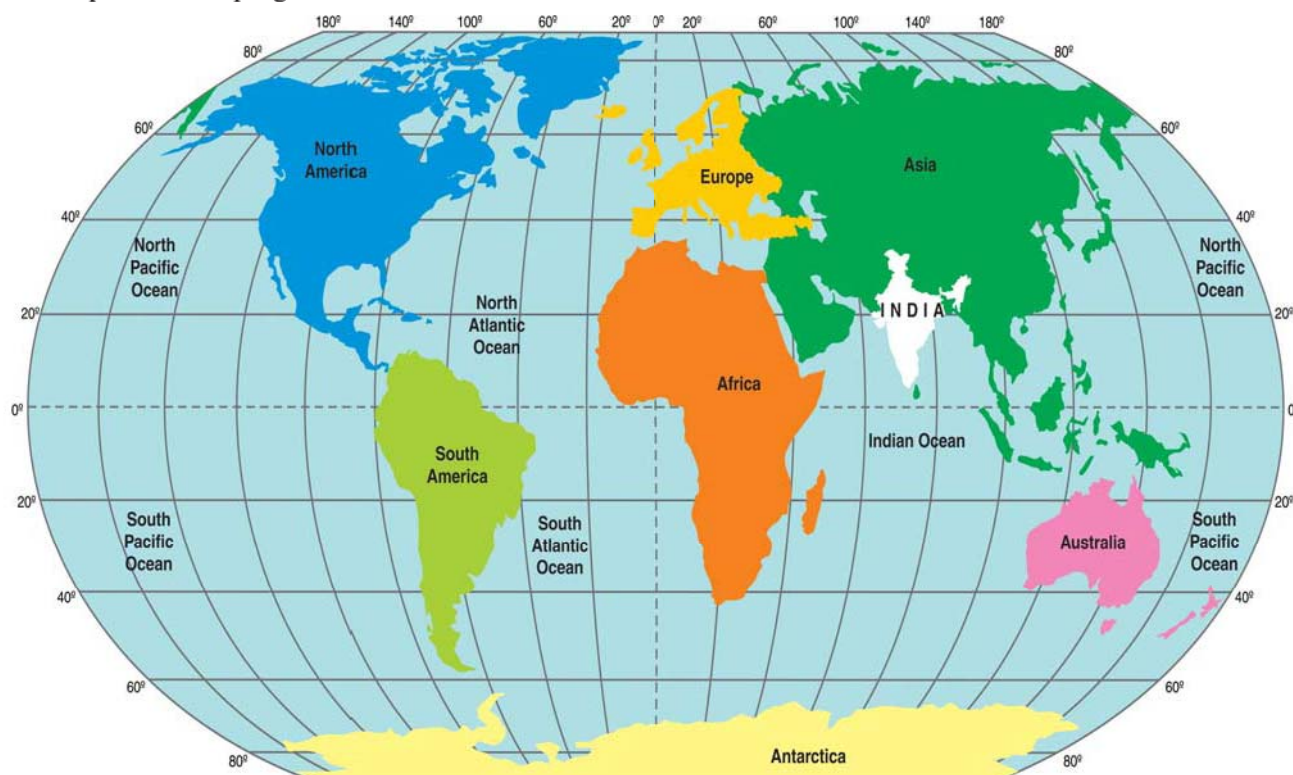 180º 140º 100º 60º 20º 0º 20º 60º 100º 140º 180º
80º 80º
60º 60º
North
America
Asia
Europe
40º 40º
North
Pacific
Ocean
North
Pacific
Ocean
INDIA
North
Atlantic
Ocean
20º 20º
Africa
0º 0
Indian Ocean
South
America
20º 20º
South
Pacific
Ocean
South
Atlantic
Ocean
Australia
South
Pacific
Ocean
40º 40º
60º 60º
80º 80º
Antarctica